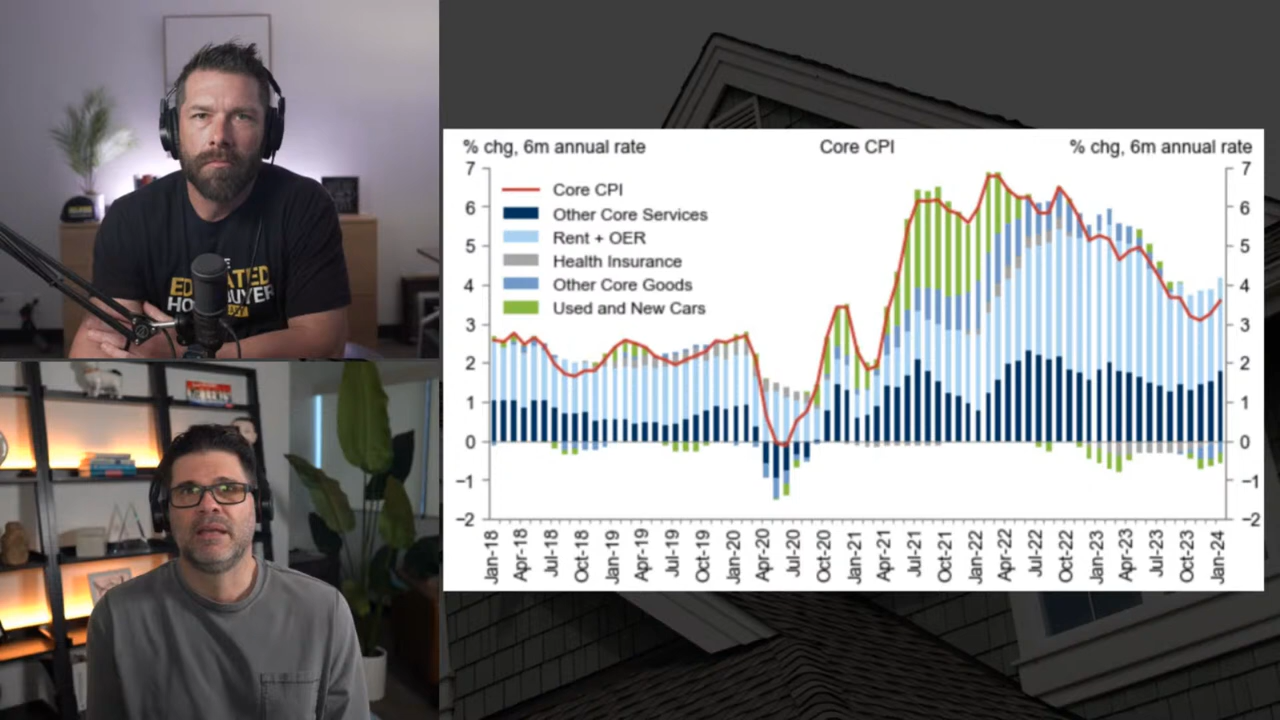 EDUCATED
HOMEBUYER
% chg, 6m annual rate
Core CPI
% chg, 6m annual rate
Core CPI
Other Core Services
Rent + OER
Health Insurance
Other Core Goods
Used and New Cars
7
6
5
4
3
2
1
0
−1
−2
7
6
5
4
3
2
1
0
−1
−2
Jan-18
Apr-18
Jul-18
Oct-18
Jan-19
Apr-19
Jul-19
Oct-19
Jan-20
Apr-20
Jul-20
Oct-20
Jan-21
Apr-21
Jul-21
Oct-21
Jan-22
Apr-22
Jul-22
Oct-22
Jan-23
Apr-23
Jul-23
Oct-23
Jan-24